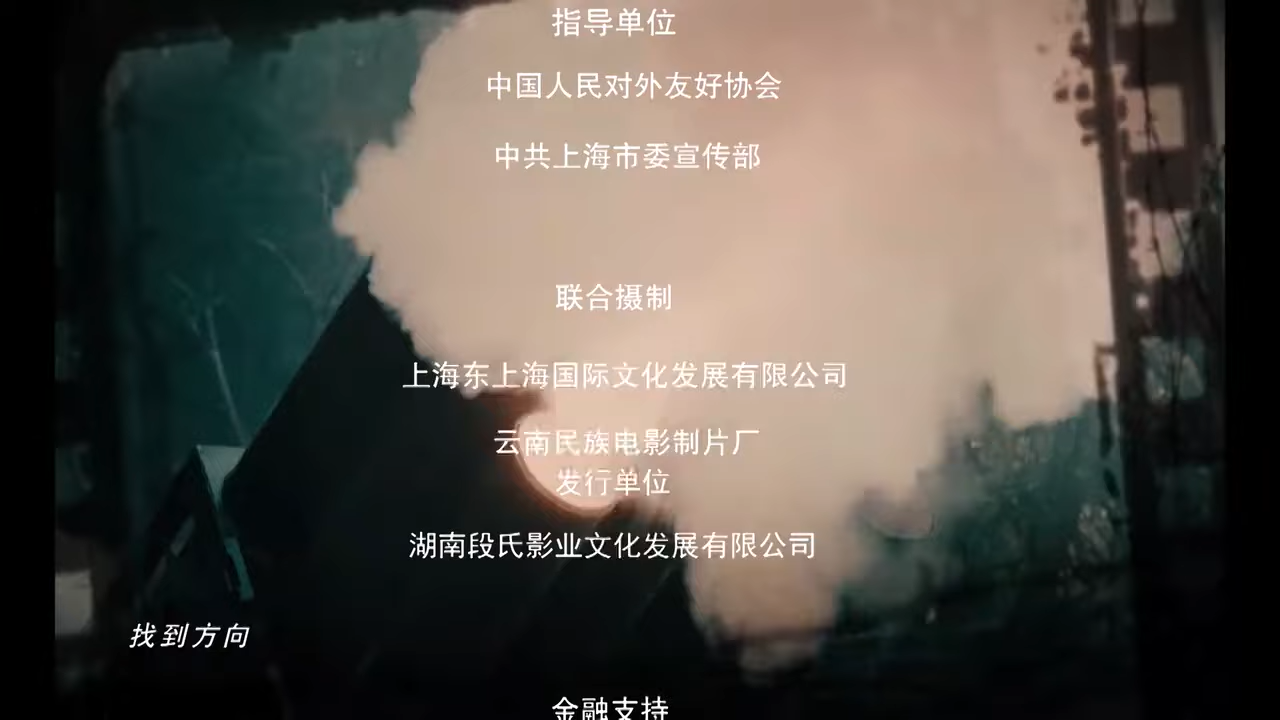 指导单位
中国人民对外友好协会
中共上海市委宣传部
联合摄制
上海东上海国际文化发展有限公司
云南民族电影制片厂
发行单位
湖南段氏影业文化发展有限公司
找到方向
金融支持